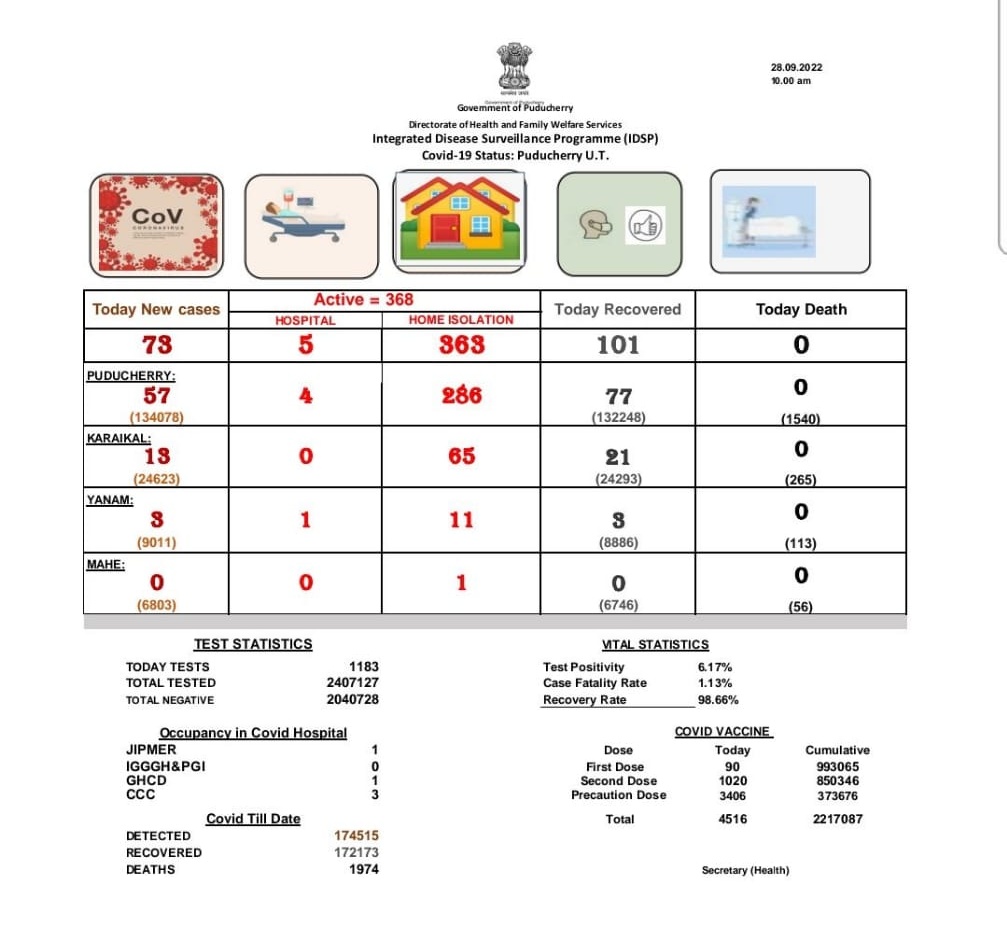 28.09.2022
10.00 am
सत्यमेव जयते
Government of Puducherry
Government of Puducherry
Directorate of Health and Family Welfare Services
Integrated Disease Surveillance Programme (IDSP)
Covid-19 Status: Puducherry U.T.
CoV
CORONAVIRUS
Today New cases
Active = 368
HOSPITAL
HOME ISOLATION
Today Recovered
Today Death
73 5 363 101 0
PUDUCHERRY:
57 4 286 77 0
(134078) (132248) (1540)
KARAIKAL:
13 0 65 21 0
(24623) (24293) (265)
YANAM:
3 1 11 3 0
(9011) (8886) (113)
MAHE:
0 0 1 0 0
(6803) (6746) (56)
TEST STATISTICS
TODAY TESTS 1183
TOTAL TESTED 2407127
TOTAL NEGATIVE 2040728
VITAL STATISTICS
Test Positivity 6.17%
Case Fatality Rate 1.13%
Recovery Rate 98.66%
Occupancy in Covid Hospital
JIPMER 1
IGGGH&PGI 0
GHCD 1
CCC 3
COVID VACCINE
Dose Today Cumulative
First Dose 90 993065
Second Dose 1020 850346
Precaution Dose 3406 373676
Total 4516 2217087
Covid Till Date
DETECTED 174515
RECOVERED 172173
DEATHS 1974
Secretary (Health)